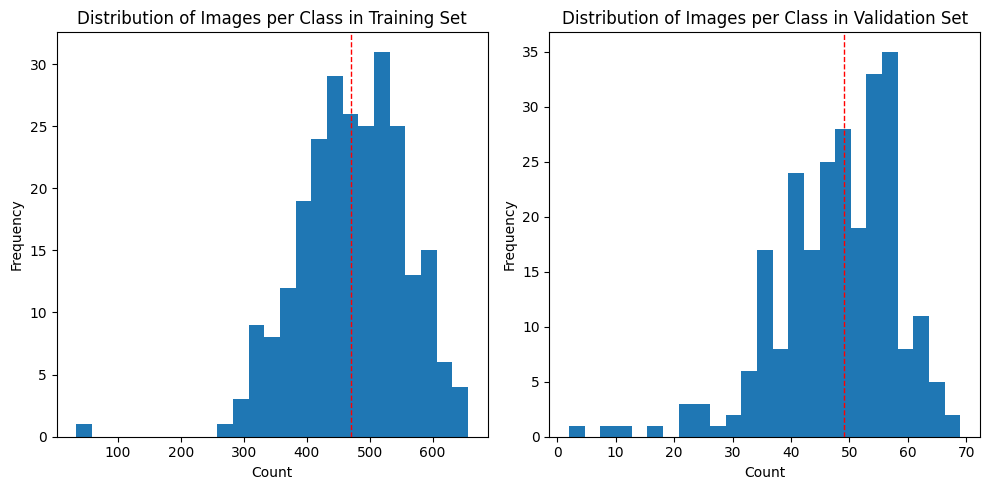 Distribution of Images per Class in Training Set
30
25
20
15
10
5
0
Frequency
100 200 300 400 500 600
Count
Distribution of Images per Class in Validation Set
35
30
25
20
15
10
5
0
Frequency
0 10 20 30 40 50 60 70
Count